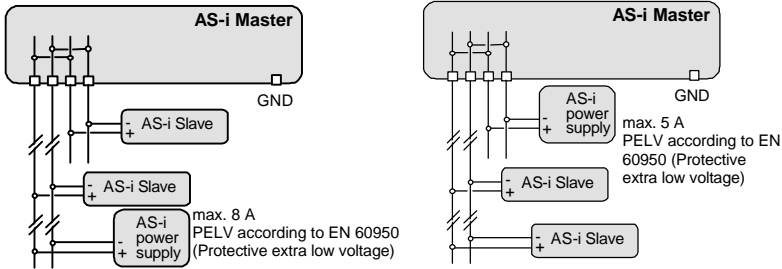 AS-i Master
GND
-
+ AS-i Slave
-
+ AS-i Slave
AS-i
- power
+ supply
max. 8 A
PELV according to EN 60950
(Protective extra low voltage)
AS-i Master
GND
AS-i
- power
+ supply
max. 5 A
PELV according to EN
60950 (Protective
extra low voltage)
-
+ AS-i Slave
-
+ AS-i Slave